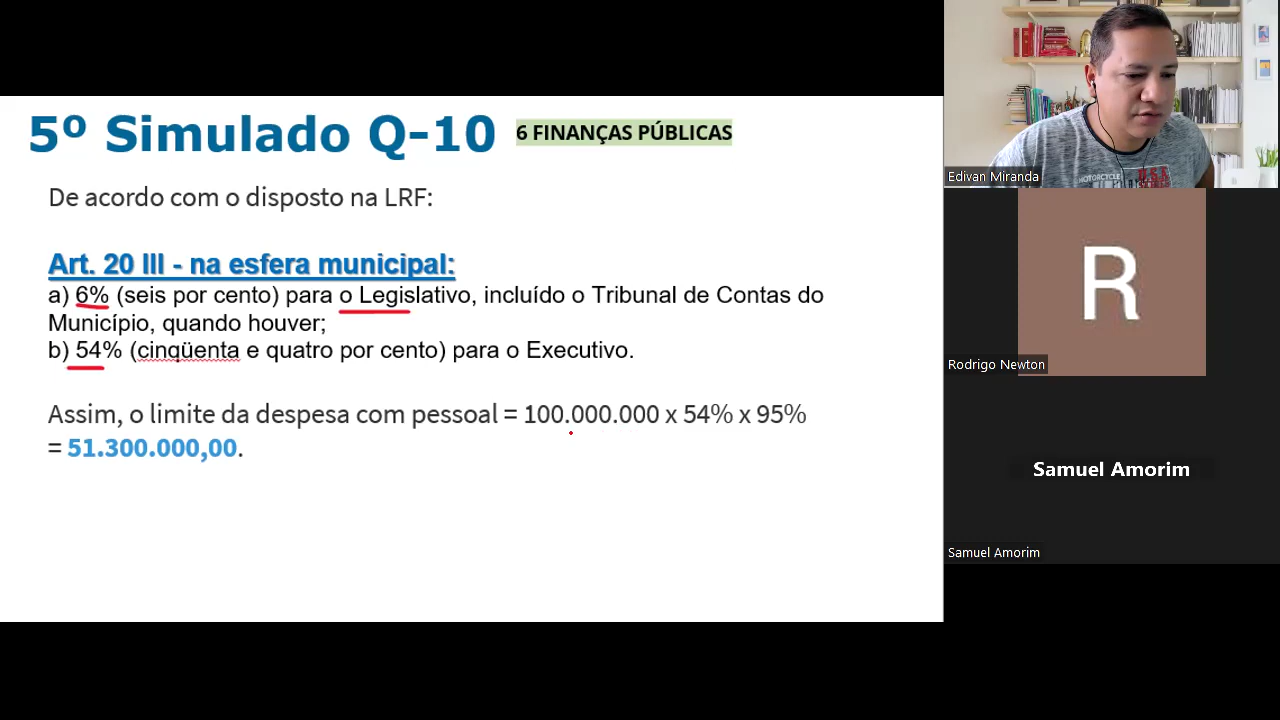 5º Simulado Q-10 6 FINANÇAS PÚBLICAS
De acordo com o disposto na LRF:
Art. 20 III - na esfera municipal:
a) 6% (seis por cento) para o Legislativo, incluído o Tribunal de Contas do
Município, quando houver;
b) 54% (cinqüenta e quatro por cento) para o Executivo.
Assim, o limite da despesa com pessoal = 100.000.000 x 54% x 95%
= 51.300.000,00.
MOTORCYCLE
U.S.S
Edivan Miranda
R
Rodrigo Newton
Samuel Amorim
Samuel Amorim